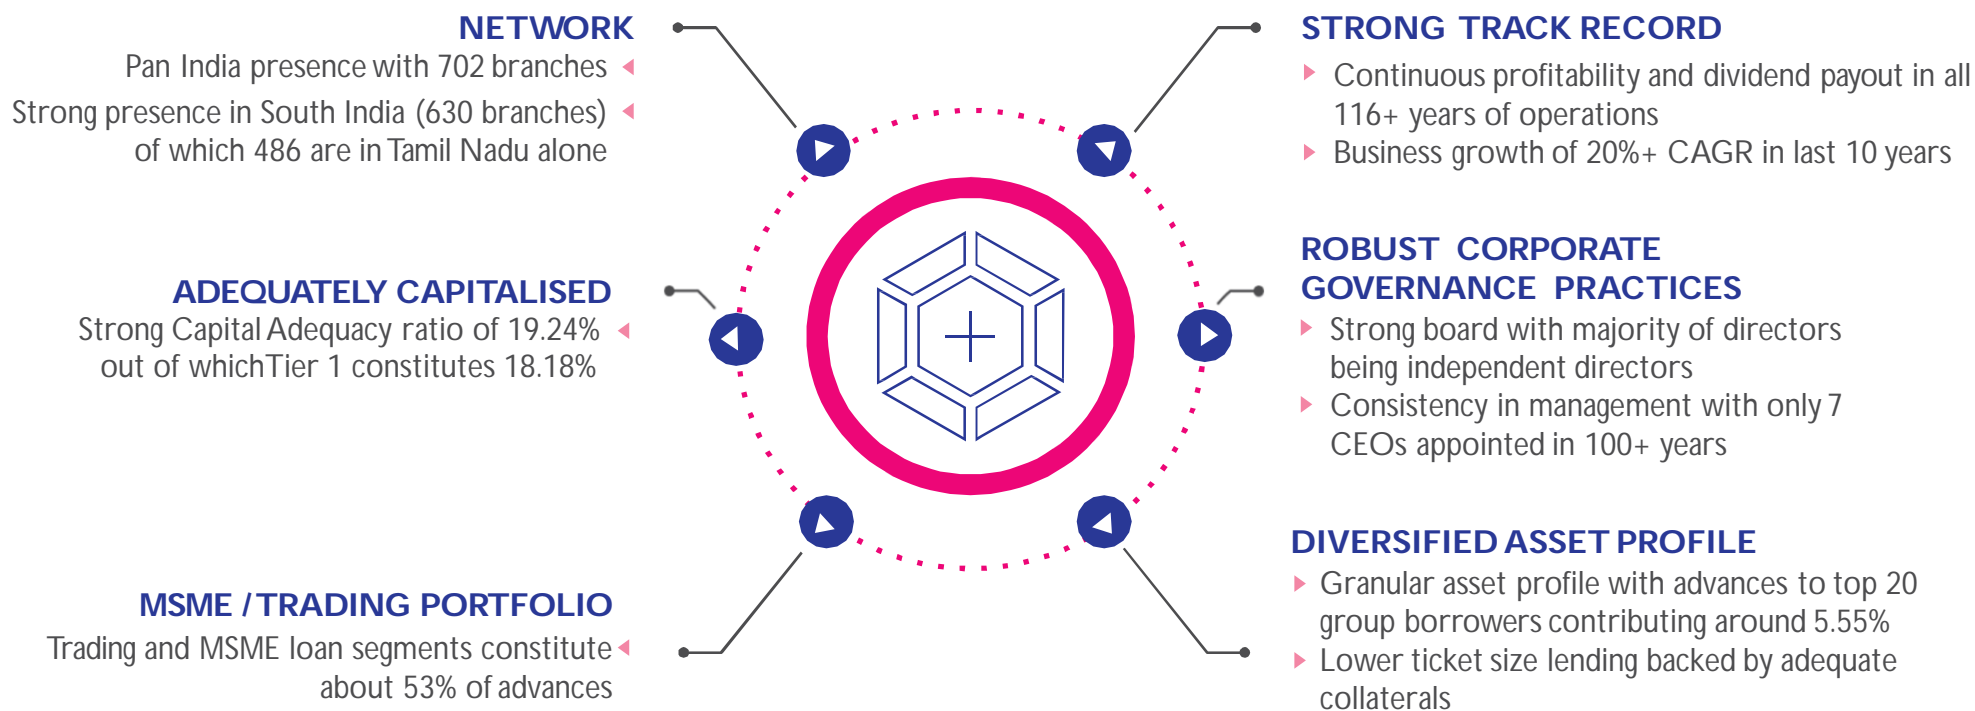 NETWORK
Pan India presence with 702 branches
Strong presence in South India (630 branches)
of which 486 are in Tamil Nadu alone
ADEQUATELY CAPITALISED
Strong Capital Adequacy ratio of 19.24%
out of which Tier 1 constitutes 18.18%
MSME / TRADING PORTFOLIO
Trading and MSME loan segments constitute
about 53% of advances
STRONG TRACK RECORD
Continuous profitability and dividend payout in all
116+ years of operations
Business growth of 20%+ CAGR in last 10 years
ROBUST CORPORATE
GOVERNANCE PRACTICES
Strong board with majority of directors
being independent directors
Consistency in management with only 7
CEOs appointed in 100+ years
DIVERSIFIED ASSET PROFILE
Granular asset profile with advances to top 20
group borrowers contributing around 5.55%
Lower ticket size lending backed by adequate
collaterals